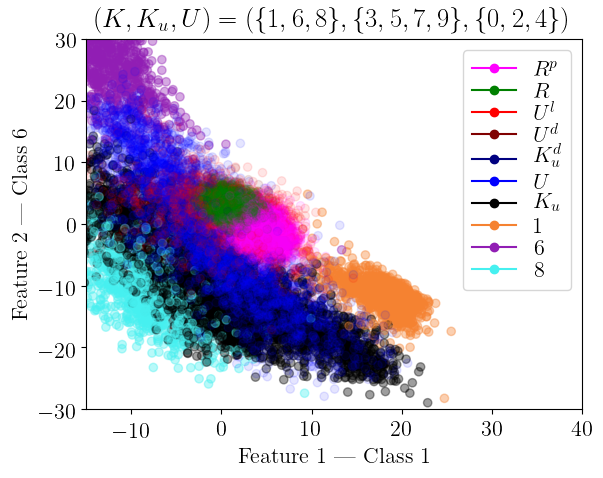 (K, K_u, U) = ({1, 6, 8}, {3, 5, 7, 9}, {0, 2, 4})
30
20
10
0
−10
−20
−30
Feature 2 — Class 6
R^p
R
U^l
U^d
K_u^d
U
K_u
1
6
8
−10 0 10 20 30 40
Feature 1 — Class 1